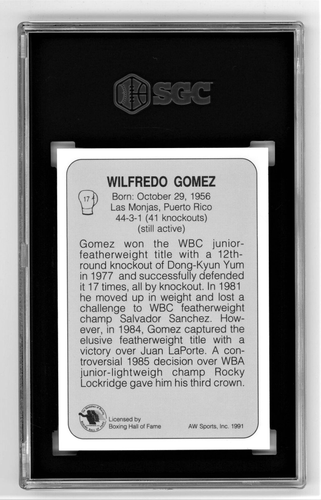 SGC
17
WILFREDO GOMEZ
Born: October 29, 1956
Las Monjas, Puerto Rico
44-3-1 (41 knockouts)
(still active)
Gomez won the WBC junior-
featherweight title with a 12th-
round knockout of Dong-Kyun Yum
in 1977 and successfully defended
it 17 times, all by knockout. In 1981
he moved up in weight and lost a
challenge to WBC featherweight
champ Salvador Sanchez. How-
ever, in 1984, Gomez captured the
elusive featherweight title with a
victory over Juan LaPorte. A con-
troversial 1985 decision over WBA
junior-lightweigh champ Rocky
Lockridge gave him his third crown.
Licensed by
Boxing Hall of Fame
AW Sports, Inc. 1991